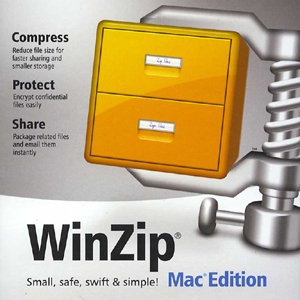 Compress
Reduce file size for
faster sharing and
smaller storage
Protect
Encrypt confidential
files easily
Share
Package related files
and email them
instantly
WinZip®
Small, safe, swift & simple!
Mac® Edition